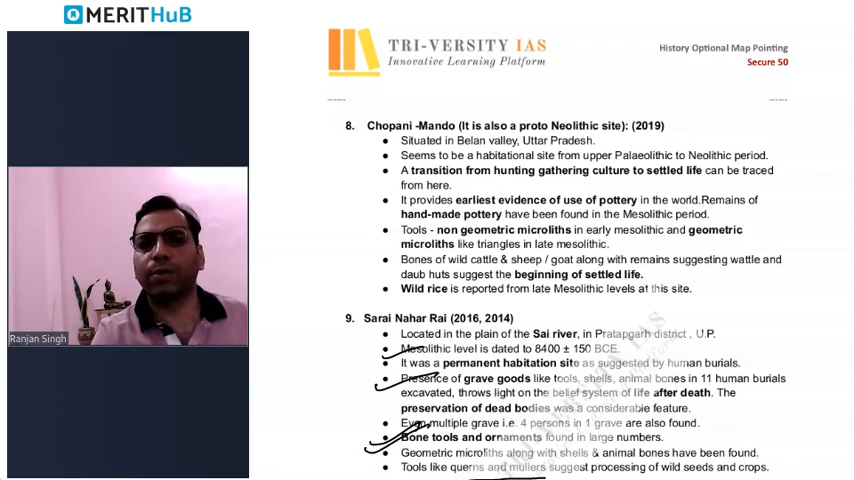 MERITHUB
TRI-VERSITY IAS
Innovative Learning Platform
History Optional Map Pointing
Secure 50
8. Chopani -Mando (It is also a proto Neolithic site): (2019)
● Situated in Belan valley, Uttar Pradesh.
● Seems to be a habitational site from upper Palaeolithic to Neolithic period.
● A transition from hunting gathering culture to settled life can be traced
from here.
● It provides earliest evidence of use of pottery in the world.Remains of
hand-made pottery have been found in the Mesolithic period.
● Tools - non geometric microliths in early mesolithic and geometric
microliths like triangles in late mesolithic.
● Bones of wild cattle & sheep / goat along with remains suggesting wattle and
daub huts suggest the beginning of settled life.
● Wild rice is reported from late Mesolithic levels at this site.
9. Sarai Nahar Rai (2016, 2014)
● Located in the plain of the Sai river, in Pratapgarh district , U.P.
● Mesolithic level is dated to 8400 ± 150 BCE.
● It was a permanent habitation site as suggested by human burials.
● Presence of grave goods like tools, shells, animal bones in 11 human burials
excavated, throws light on the belief system of life after death. The
preservation of dead bodies was a considerable feature.
● Even multiple grave i.e. 4 persons in 1 grave are also found.
● Bone tools and ornaments found in large numbers.
● Geometric microliths along with shells & animal bones have been found.
● Tools like querns and mullers suggest processing of wild seeds and crops.
Ranjan Singh